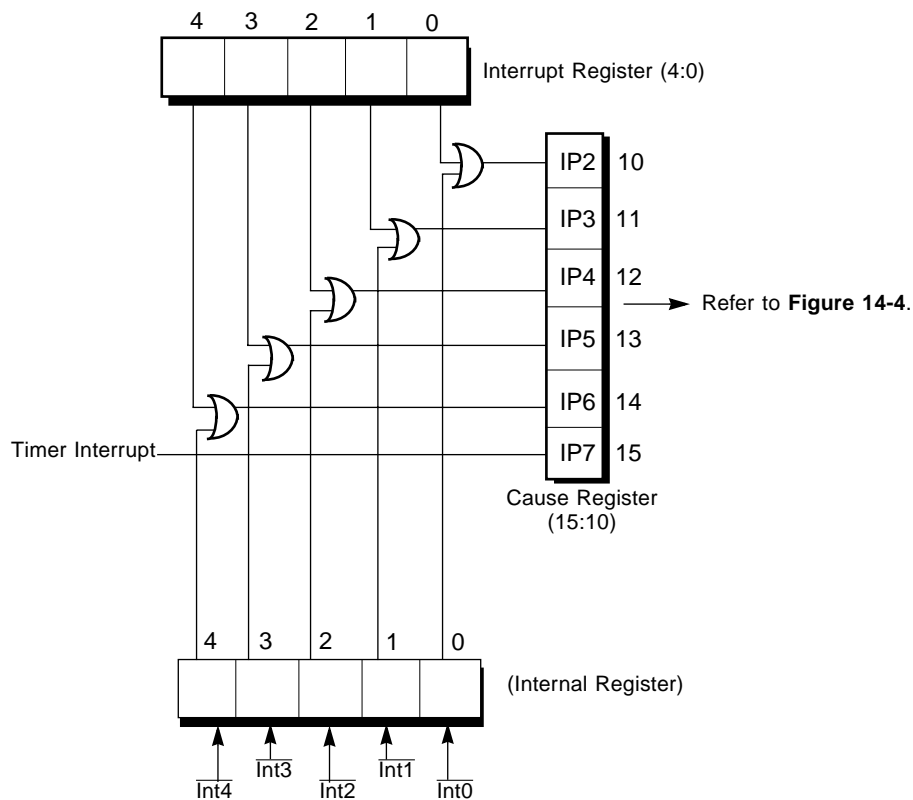 4 3 2 1 0
Interrupt Register (4:0)
IP2 10
IP3 11
IP4 12
Refer to Figure 14-4.
IP5 13
IP6 14
Timer Interrupt
IP7 15
Cause Register
(15:10)
4 3 2 1 0
(Internal Register)
Int4 Int3 Int2 Int1 Int0